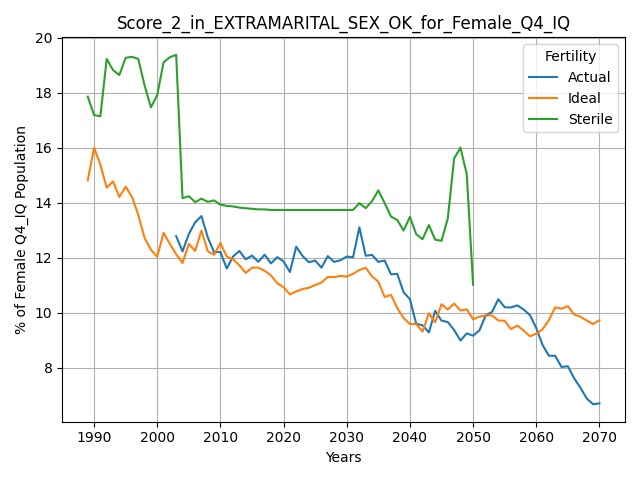 Score_2_in_EXTRAMARITAL_SEX_OK_for_Female_Q4_IQ
% of Female Q4_IQ Population
20
18
16
14
12
10
8
Fertility
Actual
Ideal
Sterile
1990 2000 2010 2020 2030 2040 2050 2060 2070
Years